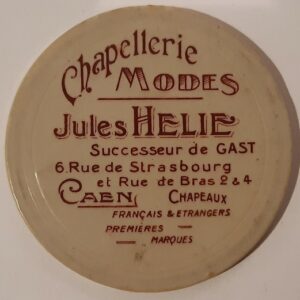 Chapellerie
MODES
Jules HELIE
Successeur de GAST
6.Rue de Strasbourg
et Rue de Bras 2 & 4
CAEN CHAPEAUX
FRANÇAIS & ETRANGERS
PREMIÈRES
MARQUES